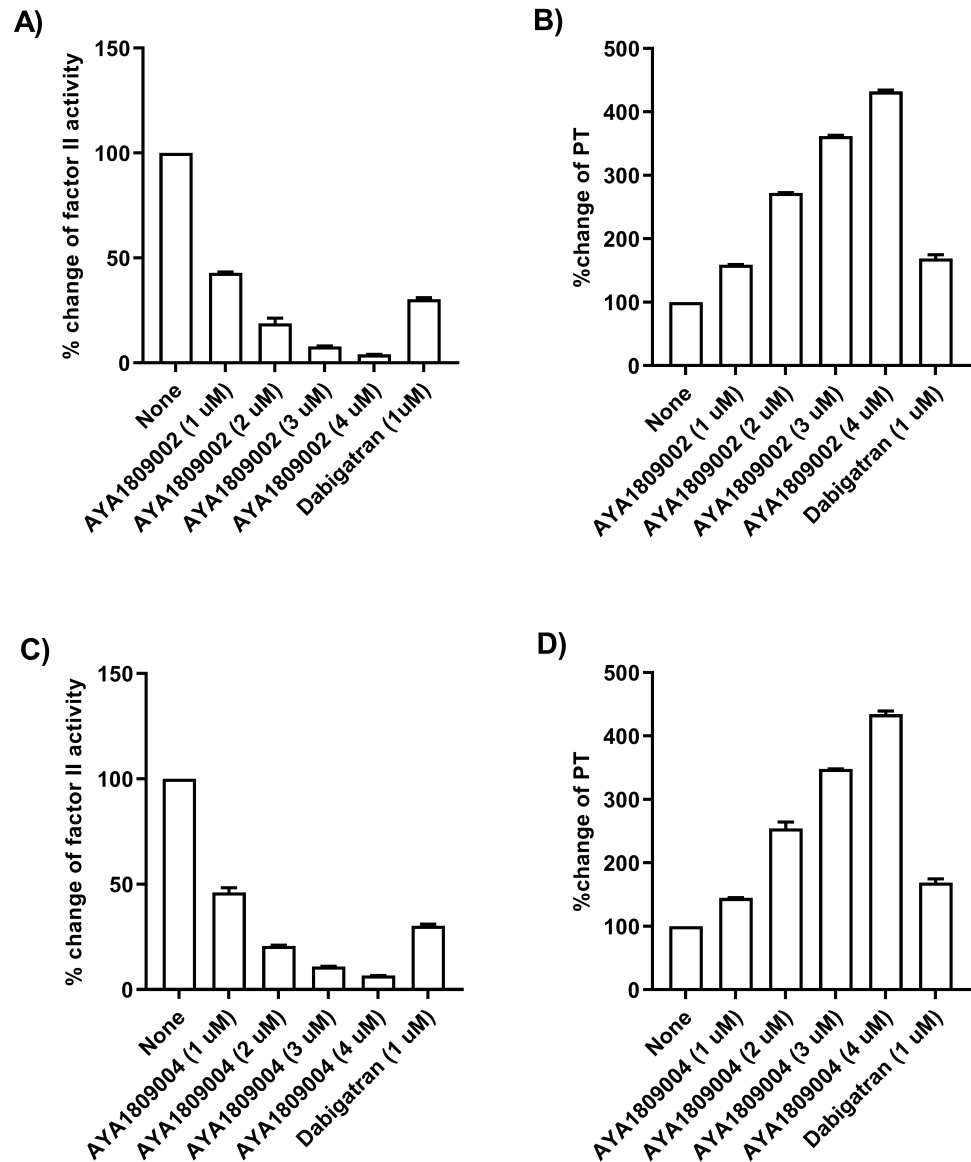 A)
% change of factor II activity
150
100
50
0
None
AYA1809002 (1 uM)
AYA1809002 (2 uM)
AYA1809002 (3 uM)
AYA1809002 (4 uM)
Dabigatran (1uM)
B)
%change of PT
500
400
300
200
100
0
None
AYA1809002 (1 uM)
AYA1809002 (2 uM)
AYA1809002 (3 uM)
AYA1809002 (4 uM)
Dabigatran (1 uM)
C)
% change of factor II activity
150
100
50
0
None
AYA1809004 (1 uM)
AYA1809004 (2 uM)
AYA1809004 (3 uM)
AYA1809004 (4 uM)
Dabigatran (1 uM)
D)
%change of PT
500
400
300
200
100
0
None
AYA1809004 (1 uM)
AYA1809004 (2 uM)
AYA1809004 (3 uM)
AYA1809004 (4 uM)
Dabigatran (1 uM)